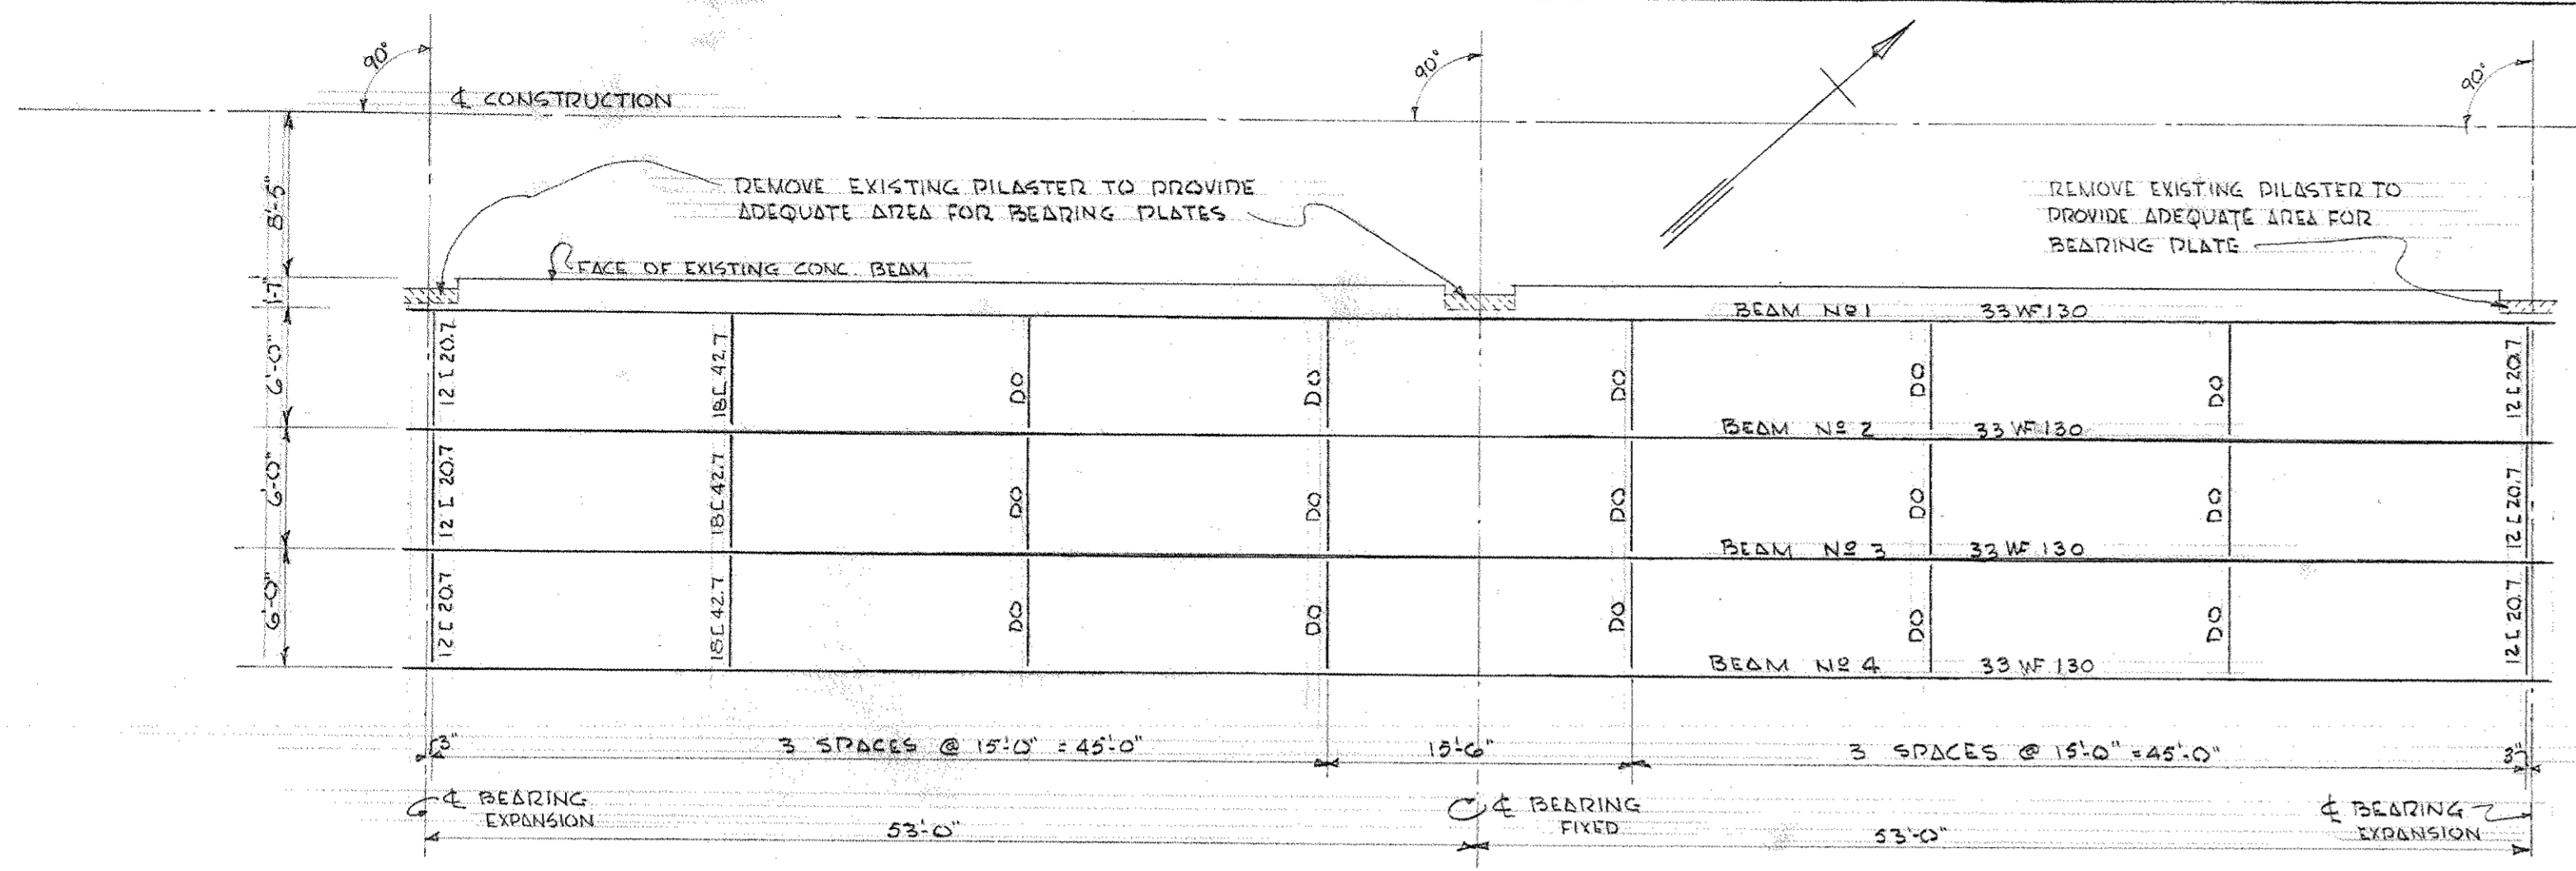 90°
90°
90°
℄ CONSTRUCTION
REMOVE EXISTING PILASTER TO PROVIDE
ADEQUATE AREA FOR BEARING PLATES
REMOVE EXISTING PILASTER TO
PROVIDE ADEQUATE AREA FOR
BEARING PLATE
8'-5"
FACE OF EXISTING CONC. BEAM
1'-7"
BEAM Nº 1 33 WF 130
6'-0"
12 [ 20.7
18 [ 42.7
DO
DO
DO
DO
DO
12 [ 20.7
BEAM Nº 2 33 WF 130
6'-0"
12 [ 20.7
18 [ 42.7
DO
DO
DO
DO
DO
12 [ 20.7
BEAM Nº 3 33 WF 130
6'-0"
12 [ 20.7
18 [ 42.7
DO
DO
DO
DO
DO
12 [ 20.7
BEAM Nº 4 33 WF 130
3"
3 SPACES @ 15'-0" = 45'-0"
15'-6"
3 SPACES @ 15'-0" = 45'-0"
3"
℄ BEARING
EXPANSION
℄ BEARING
FIXED
℄ BEARING
EXPANSION
53'-0"
53'-0"